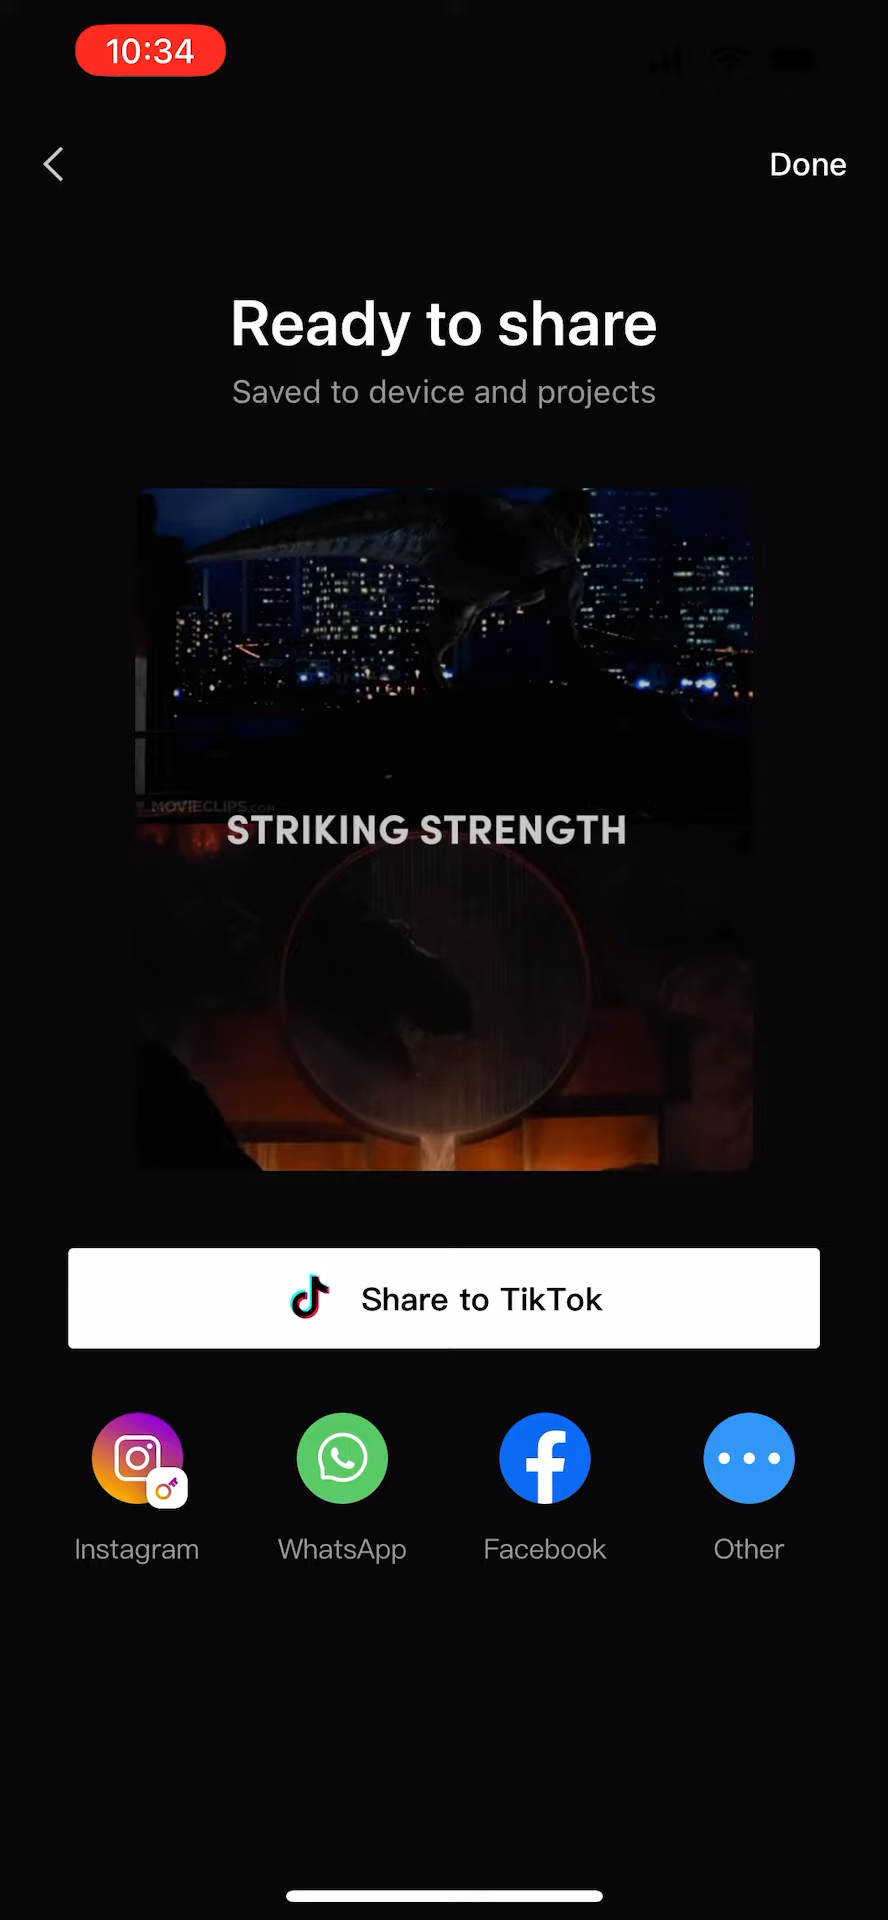 10:34
Done
Ready to share
Saved to device and projects
MOVIECLIPS.COM
STRIKING STRENGTH
Share to TikTok
Instagram
WhatsApp
Facebook
Other